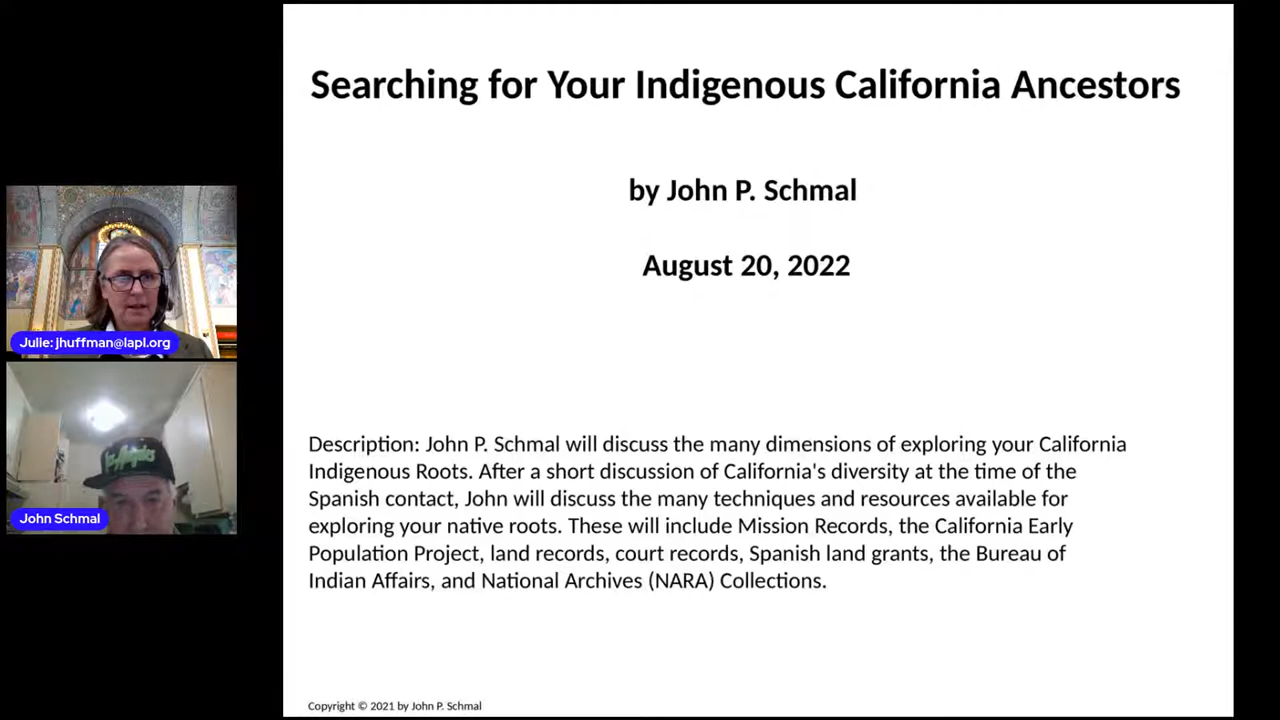 Searching for Your Indigenous California Ancestors
by John P. Schmal
August 20, 2022
Julie: jhuffman@lapl.org
John Schmal
Description: John P. Schmal will discuss the many dimensions of exploring your California
Indigenous Roots. After a short discussion of California's diversity at the time of the
Spanish contact, John will discuss the many techniques and resources available for
exploring your native roots. These will include Mission Records, the California Early
Population Project, land records, court records, Spanish land grants, the Bureau of
Indian Affairs, and National Archives (NARA) Collections.
Copyright © 2021 by John P. Schmal